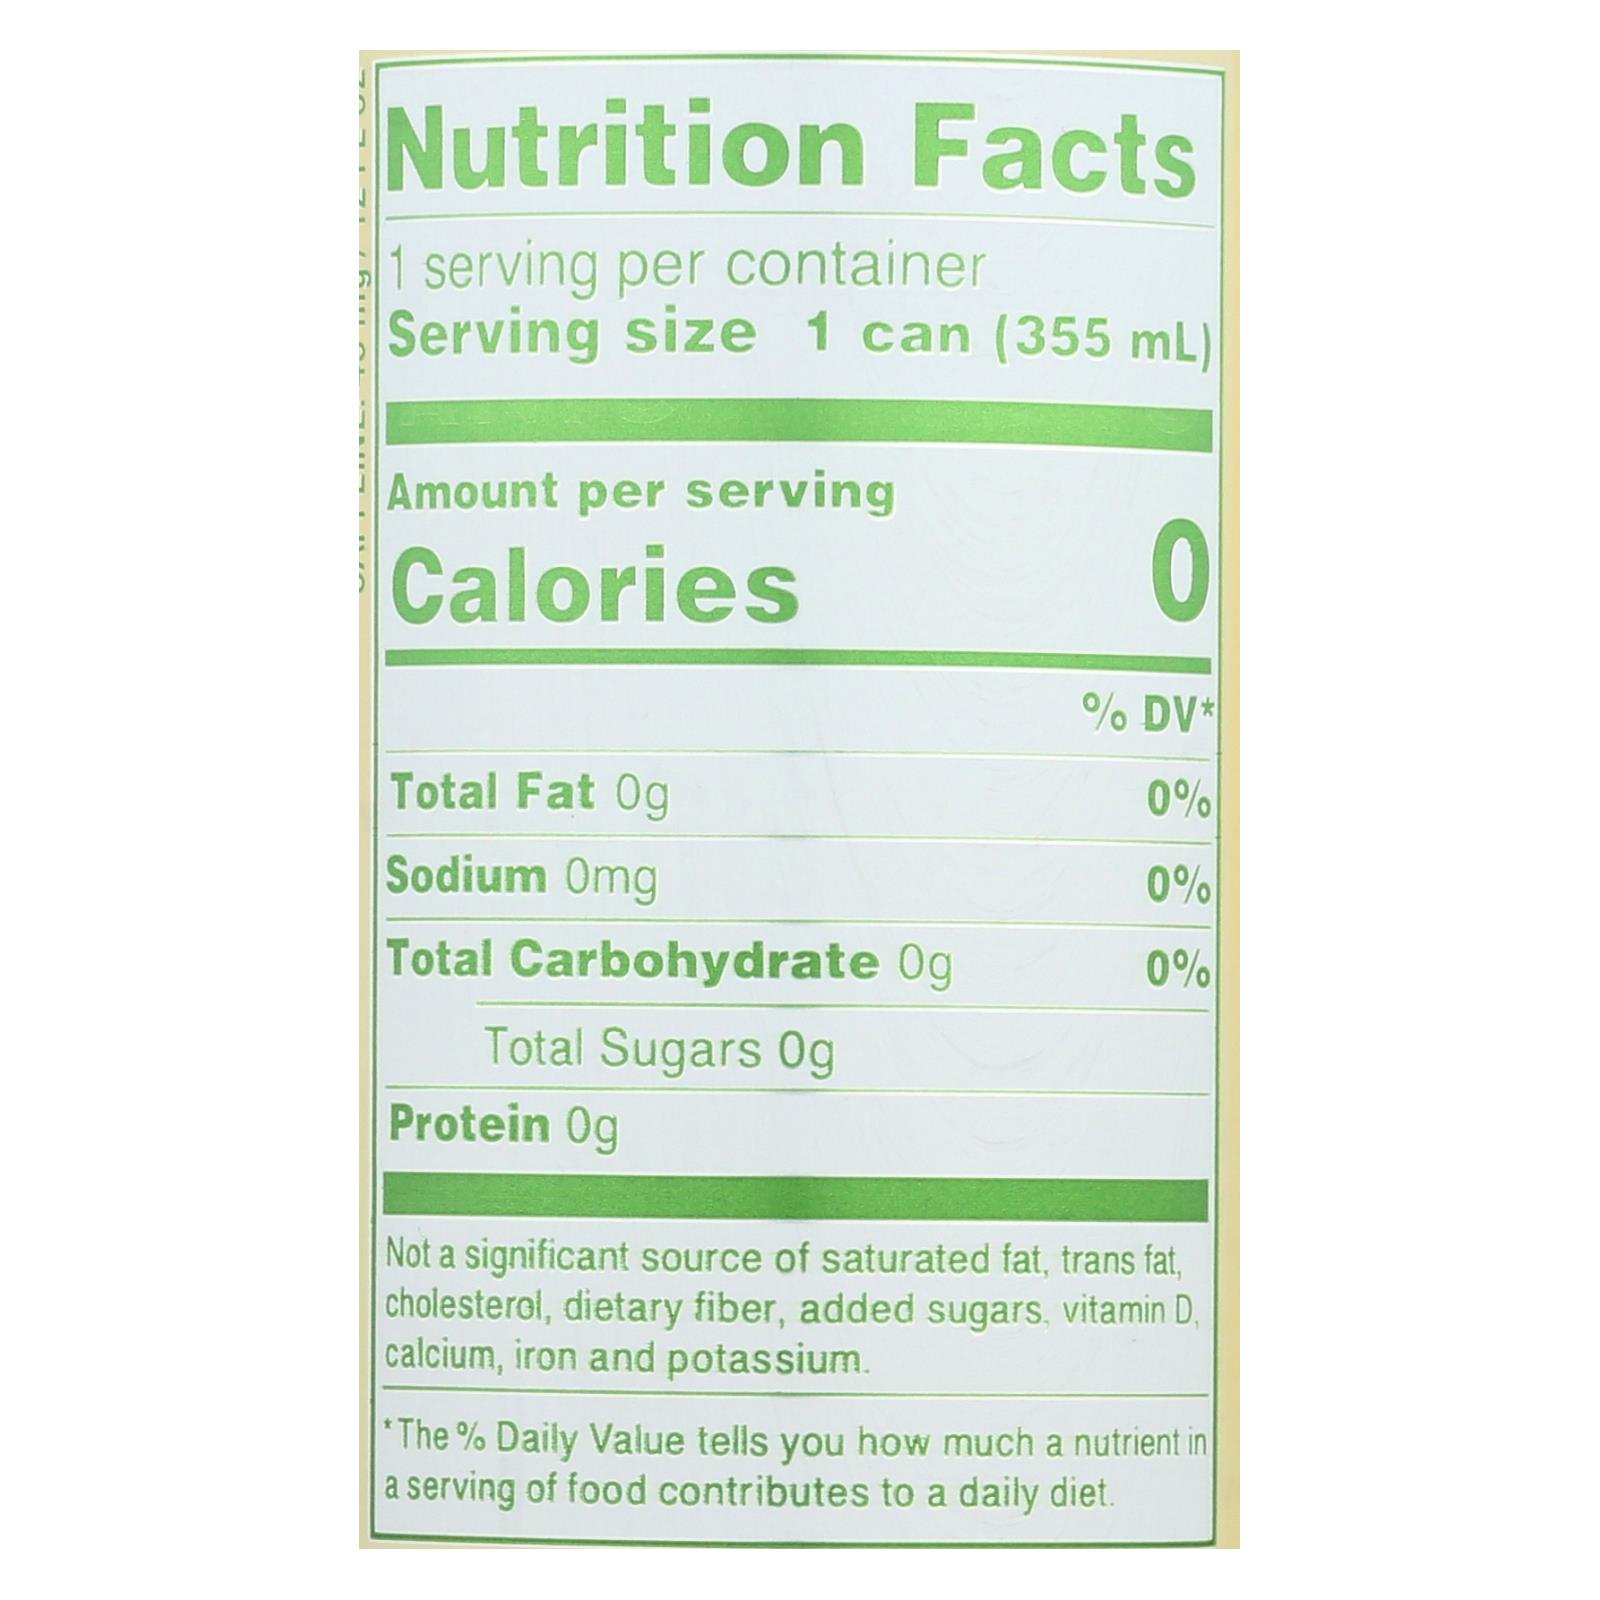 Nutrition Facts
1 serving per container
Serving size 1 can (355 mL)
Amount per serving
Calories 0
% DV*
Total Fat 0g 0%
Sodium 0mg 0%
Total Carbohydrate 0g 0%
Total Sugars 0g
Protein 0g
Not a significant source of saturated fat, trans fat,
cholesterol, dietary fiber, added sugars, vitamin D,
calcium, iron and potassium.
*The % Daily Value tells you how much a nutrient in
a serving of food contributes to a daily diet.